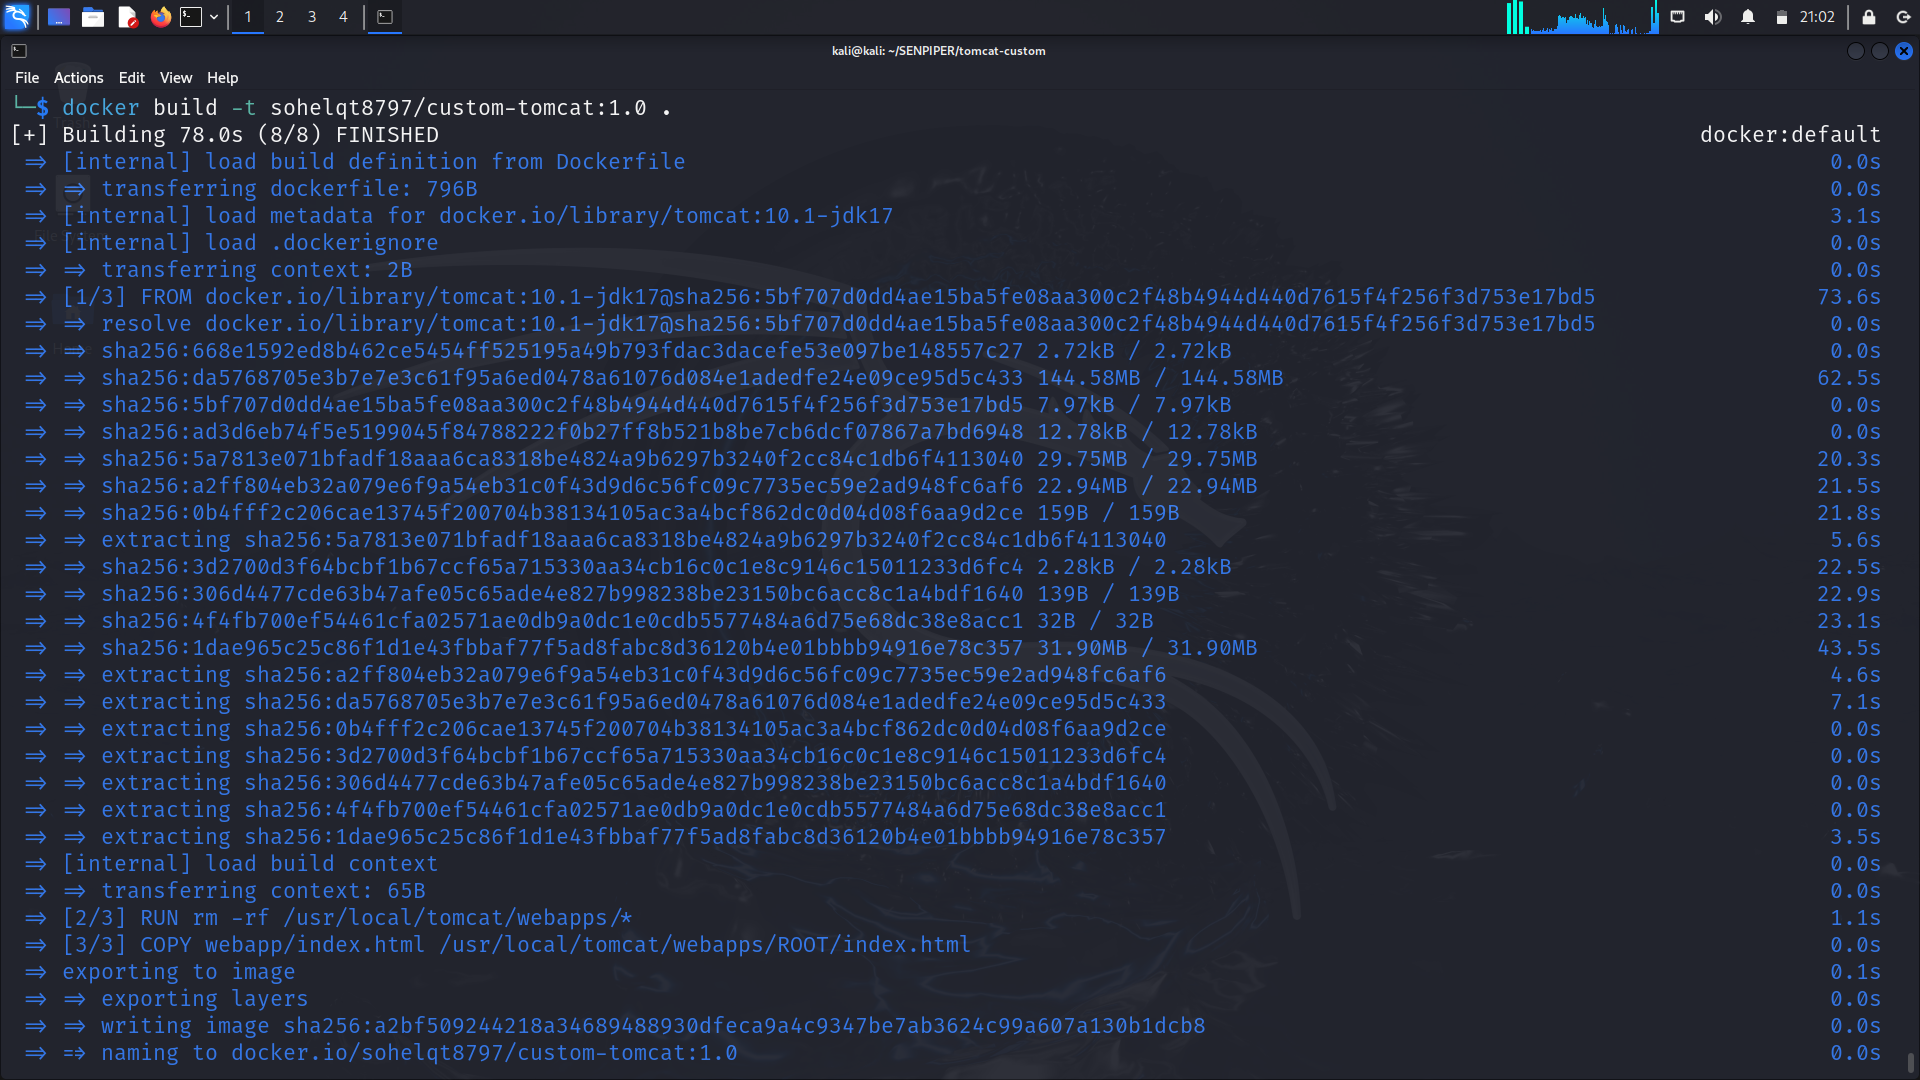 1 2 3 4
21:02
kali@kali: ~/SENPIPER/tomcat-custom
File Actions Edit View Help
└─$ docker build -t sohelqt8797/custom-tomcat:1.0 .
[+] Building 78.0s (8/8) FINISHED docker:default
=> [internal] load build definition from Dockerfile 0.0s
=> => transferring dockerfile: 796B 0.0s
=> [internal] load metadata for docker.io/library/tomcat:10.1-jdk17 3.1s
=> [internal] load .dockerignore 0.0s
=> => transferring context: 2B 0.0s
=> [1/3] FROM docker.io/library/tomcat:10.1-jdk17@sha256:5bf707d0dd4ae15ba5fe08aa300c2f48b4944d440d7615f4f256f3d753e17bd5 73.6s
=> => resolve docker.io/library/tomcat:10.1-jdk17@sha256:5bf707d0dd4ae15ba5fe08aa300c2f48b4944d440d7615f4f256f3d753e17bd5 0.0s
=> => sha256:668e1592ed8b462ce5454ff525195a49b793fdac3dacefe53e097be148557c27 2.72kB / 2.72kB 0.0s
=> => sha256:da5768705e3b7e7e3c61f95a6ed0478a61076d084e1adedfe24e09ce95d5c433 144.58MB / 144.58MB 62.5s
=> => sha256:5bf707d0dd4ae15ba5fe08aa300c2f48b4944d440d7615f4f256f3d753e17bd5 7.97kB / 7.97kB 0.0s
=> => sha256:ad3d6eb74f5e5199045f84788222f0b27ff8b521b8be7cb6dcf07867a7bd6948 12.78kB / 12.78kB 0.0s
=> => sha256:5a7813e071bfadf18aaa6ca8318be4824a9b6297b3240f2cc84c1db6f4113040 29.75MB / 29.75MB 20.3s
=> => sha256:a2ff804eb32a079e6f9a54eb31c0f43d9d6c56fc09c7735ec59e2ad948fc6af6 22.94MB / 22.94MB 21.5s
=> => sha256:0b4fff2c206cae13745f200704b38134105ac3a4bcf862dc0d04d08f6aa9d2ce 159B / 159B 21.8s
=> => extracting sha256:5a7813e071bfadf18aaa6ca8318be4824a9b6297b3240f2cc84c1db6f4113040 5.6s
=> => sha256:3d2700d3f64bcbf1b67ccf65a715330aa34cb16c0c1e8c9146c15011233d6fc4 2.28kB / 2.28kB 22.5s
=> => sha256:306d4477cde63b47afe05c65ade4e827b998238be23150bc6acc8c1a4bdf1640 139B / 139B 22.9s
=> => sha256:4f4fb700ef54461cfa02571ae0db9a0dc1e0cdb5577484a6d75e68dc38e8acc1 32B / 32B 23.1s
=> => sha256:1dae965c25c86f1d1e43fbbaf77f5ad8fabc8d36120b4e01bbbb94916e78c357 31.90MB / 31.90MB 43.5s
=> => extracting sha256:a2ff804eb32a079e6f9a54eb31c0f43d9d6c56fc09c7735ec59e2ad948fc6af6 4.6s
=> => extracting sha256:da5768705e3b7e7e3c61f95a6ed0478a61076d084e1adedfe24e09ce95d5c433 7.1s
=> => extracting sha256:0b4fff2c206cae13745f200704b38134105ac3a4bcf862dc0d04d08f6aa9d2ce 0.0s
=> => extracting sha256:3d2700d3f64bcbf1b67ccf65a715330aa34cb16c0c1e8c9146c15011233d6fc4 0.0s
=> => extracting sha256:306d4477cde63b47afe05c65ade4e827b998238be23150bc6acc8c1a4bdf1640 0.0s
=> => extracting sha256:4f4fb700ef54461cfa02571ae0db9a0dc1e0cdb5577484a6d75e68dc38e8acc1 0.0s
=> => extracting sha256:1dae965c25c86f1d1e43fbbaf77f5ad8fabc8d36120b4e01bbbb94916e78c357 3.5s
=> [internal] load build context 0.0s
=> => transferring context: 65B 0.0s
=> [2/3] RUN rm -rf /usr/local/tomcat/webapps/* 1.1s
=> [3/3] COPY webapp/index.html /usr/local/tomcat/webapps/ROOT/index.html 0.0s
=> exporting to image 0.1s
=> => exporting layers 0.0s
=> => writing image sha256:a2bf509244218a34689488930dfeca9a4c9347be7ab3624c99a607a130b1dcb8 0.0s
=> => naming to docker.io/sohelqt8797/custom-tomcat:1.0 0.0s